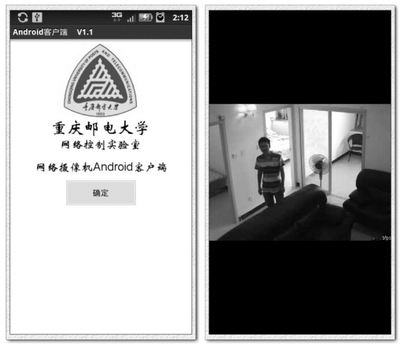 3G 2:12
Android客户端 V1.1
重庆邮电大学
网络控制实验室
网络摄像机Android客户端
确定